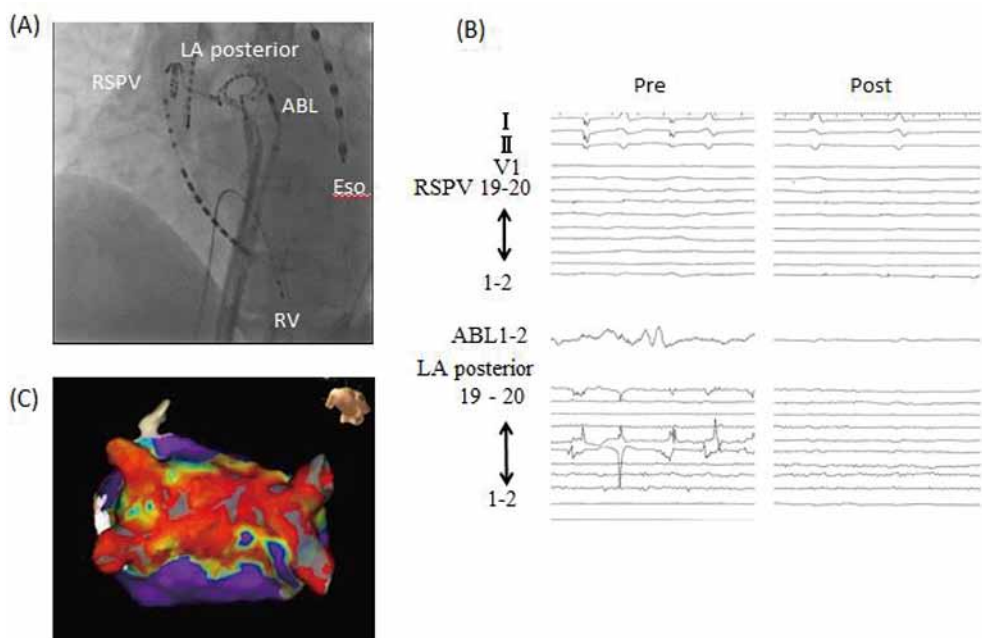 (A)
LA posterior
RSPV
ABL
Eso
RV
(B)
Pre
Post
I
II
V1
RSPV 19-20
1-2
ABL1-2
LA posterior
19 - 20
1-2
(C)